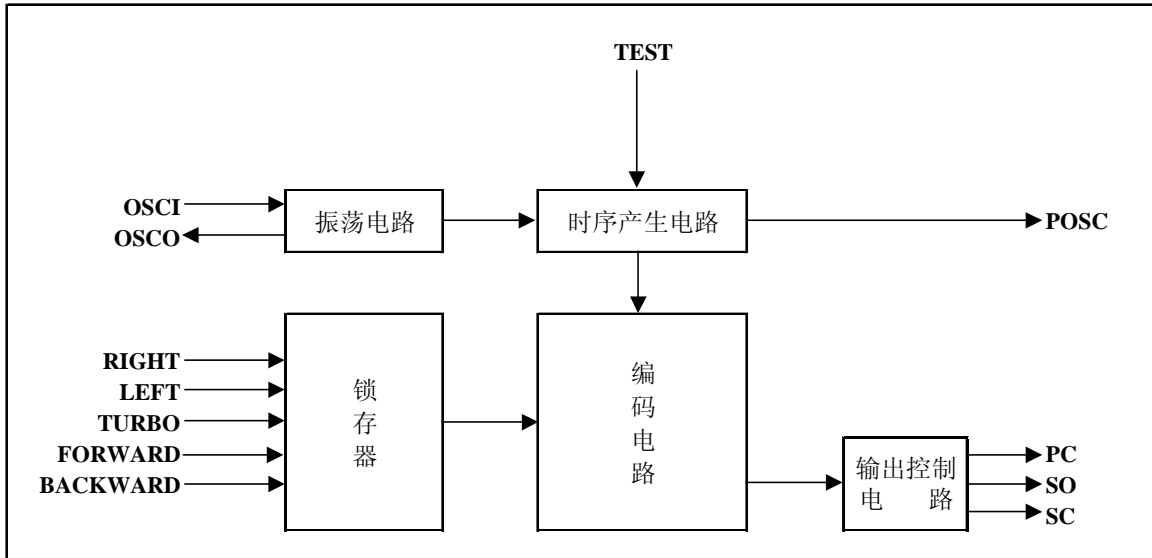 TEST
OSCI
OSCO
振荡电路
时序产生电路
POSC
RIGHT
LEFT
TURBO
FORWARD
BACKWARD
锁
存
器
编
码
电
路
输出控制
电 路
PC
SO
SC